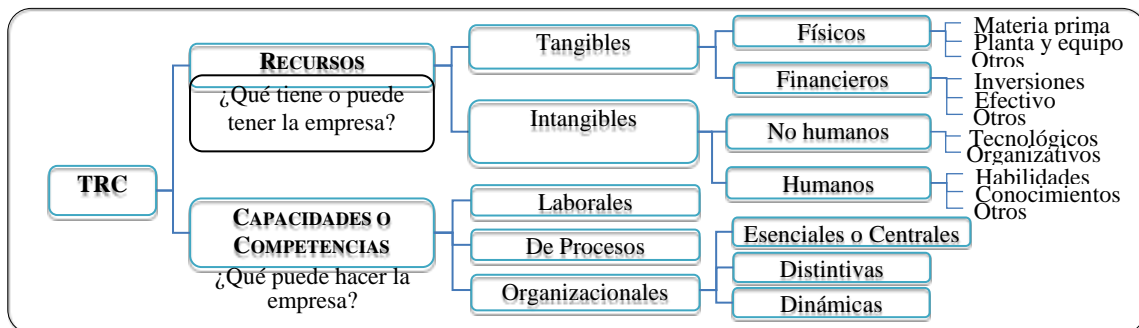 TRC
RECURSOS
¿Qué tiene o puede
tener la empresa?
Tangibles
Físicos
Materia prima
Planta y equipo
Otros
Financieros
Inversiones
Efectivo
Otros
Intangibles
No humanos
Tecnológicos
Organizativos
Humanos
Habilidades
Conocimientos
Otros
CAPACIDADES O
COMPETENCIAS
¿Qué puede hacer la
empresa?
Laborales
De Procesos
Organizacionales
Esenciales o Centrales
Distintivas
Dinámicas